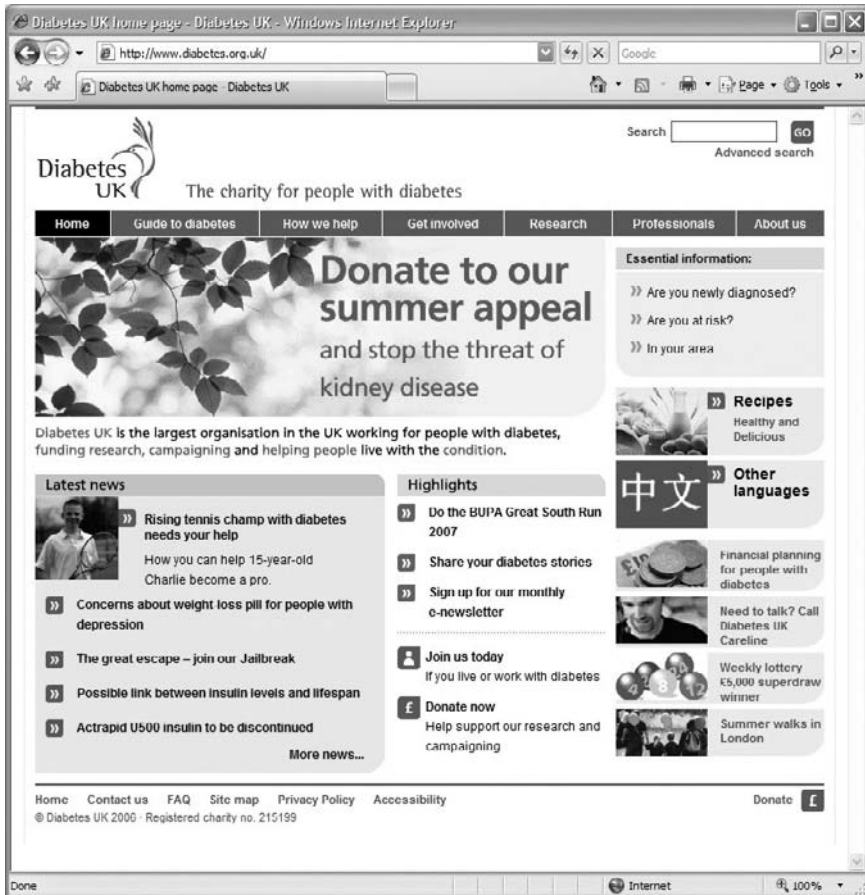 Diabetes UK home page - Diabetes UK - Windows Internet Explorer
http://www.diabetes.org.uk/
Google
Diabetes UK home page - Diabetes UK
Page
Tools
Search
GO
Advanced search
Diabetes
UK
The charity for people with diabetes
Home
Guide to diabetes
How we help
Get involved
Research
Professionals
About us
Donate to our
summer appeal
and stop the threat of
kidney disease
Essential information:
Are you newly diagnosed?
Are you at risk?
In your area
Recipes
Healthy and
Delicious
中文
Other
languages
Diabetes UK is the largest organisation in the UK working for people with diabetes,
funding research, campaigning and helping people live with the condition.
Latest news
Rising tennis champ with diabetes
needs your help
How you can help 15-year-old
Charlie become a pro.
Concerns about weight loss pill for people with
depression
The great escape – join our Jailbreak
Possible link between insulin levels and lifespan
Actrapid U500 insulin to be discontinued
More news...
Highlights
Do the BUPA Great South Run
2007
Share your diabetes stories
Sign up for our monthly
e-newsletter
Join us today
If you live or work with diabetes
£
Donate now
Help support our research and
campaigning
£10
Financial planning
for people with
diabetes
Need to talk? Call
Diabetes UK
Careline
Weekly lottery
£5,000 superdraw
winner
Summer walks in
London
Home Contact us FAQ Site map Privacy Policy Accessibility
Donate £
© Diabetes UK 2006 · Registered charity no. 215199
Done
Internet
100%